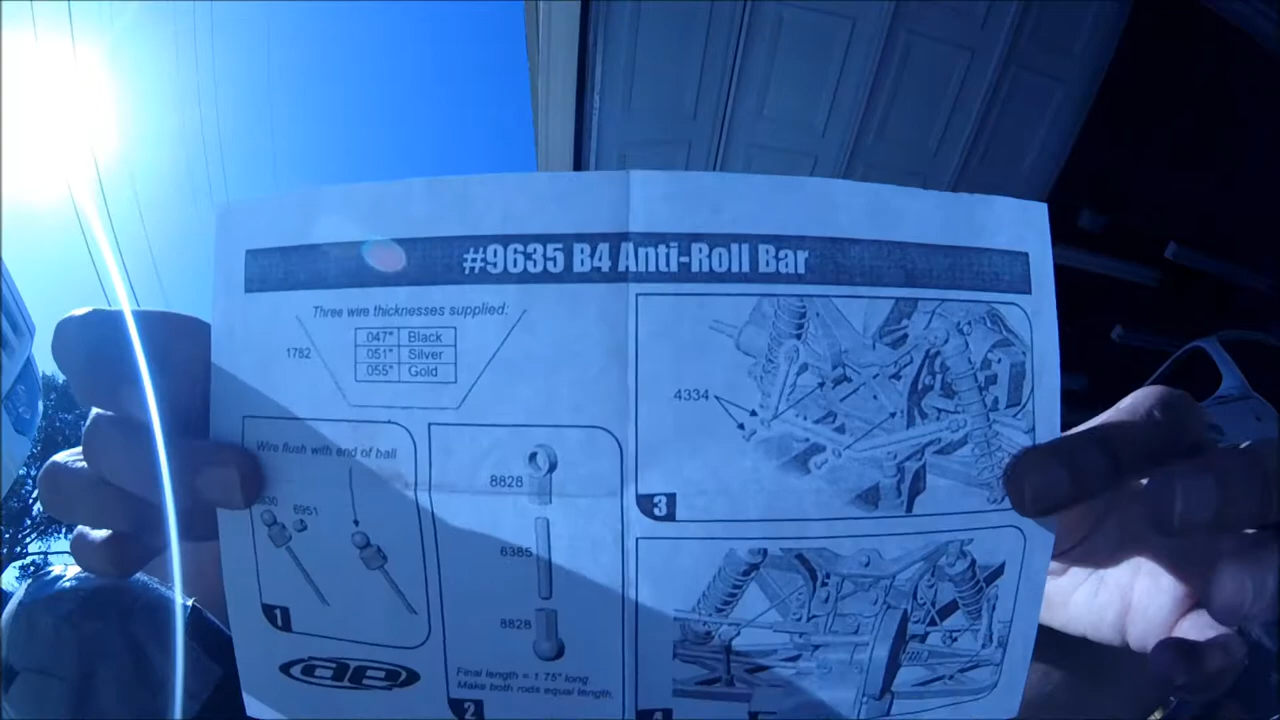 #9635 B4 Anti-Roll Bar
Three wire thicknesses supplied:
.047" Black
.051" Silver
.055" Gold
1782
Wire flush with end of ball
6951
1
ae
8828
6385
8828
Final length = 1.75" long.
Make both rods equal length.
2
4334
3
4